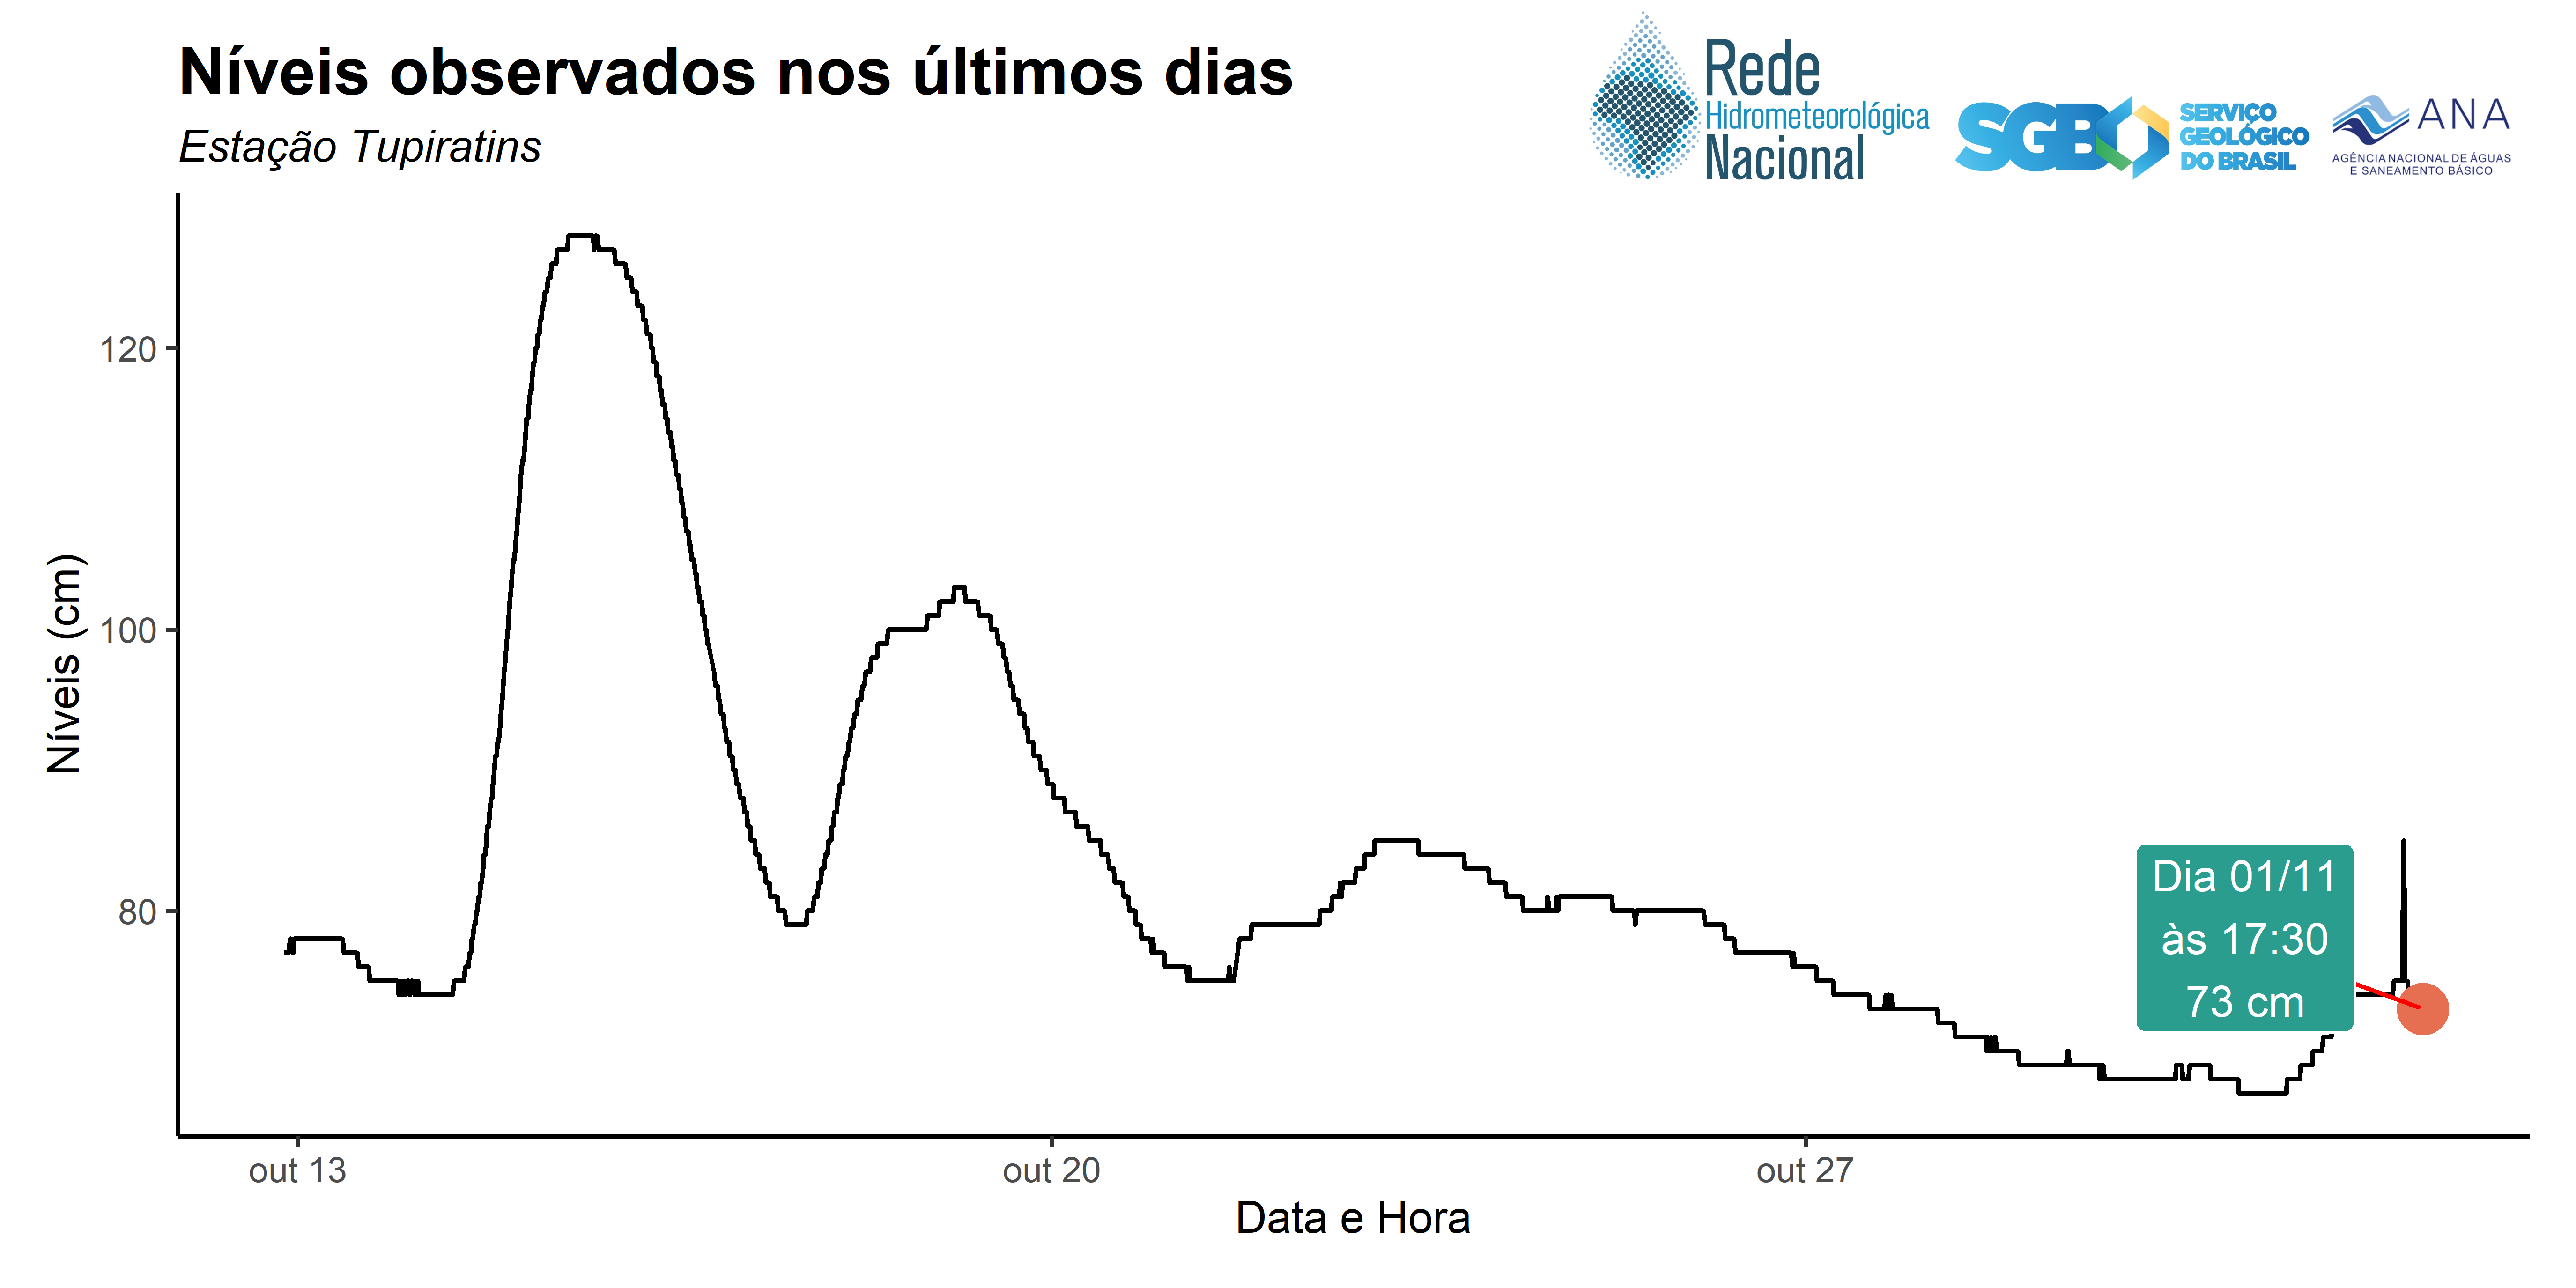 Níveis observados nos últimos dias
Estação Tupiratins
Rede
Hidrometeorológica
Nacional
SGB
SERVIÇO
GEOLÓGICO
DO BRASIL
ANA
AGÊNCIA NACIONAL DE ÁGUAS
E SANEAMENTO BÁSICO
Níveis (cm)
120
100
80
Dia 01/11
às 17:30
73 cm
out 13
out 20
out 27
Data e Hora